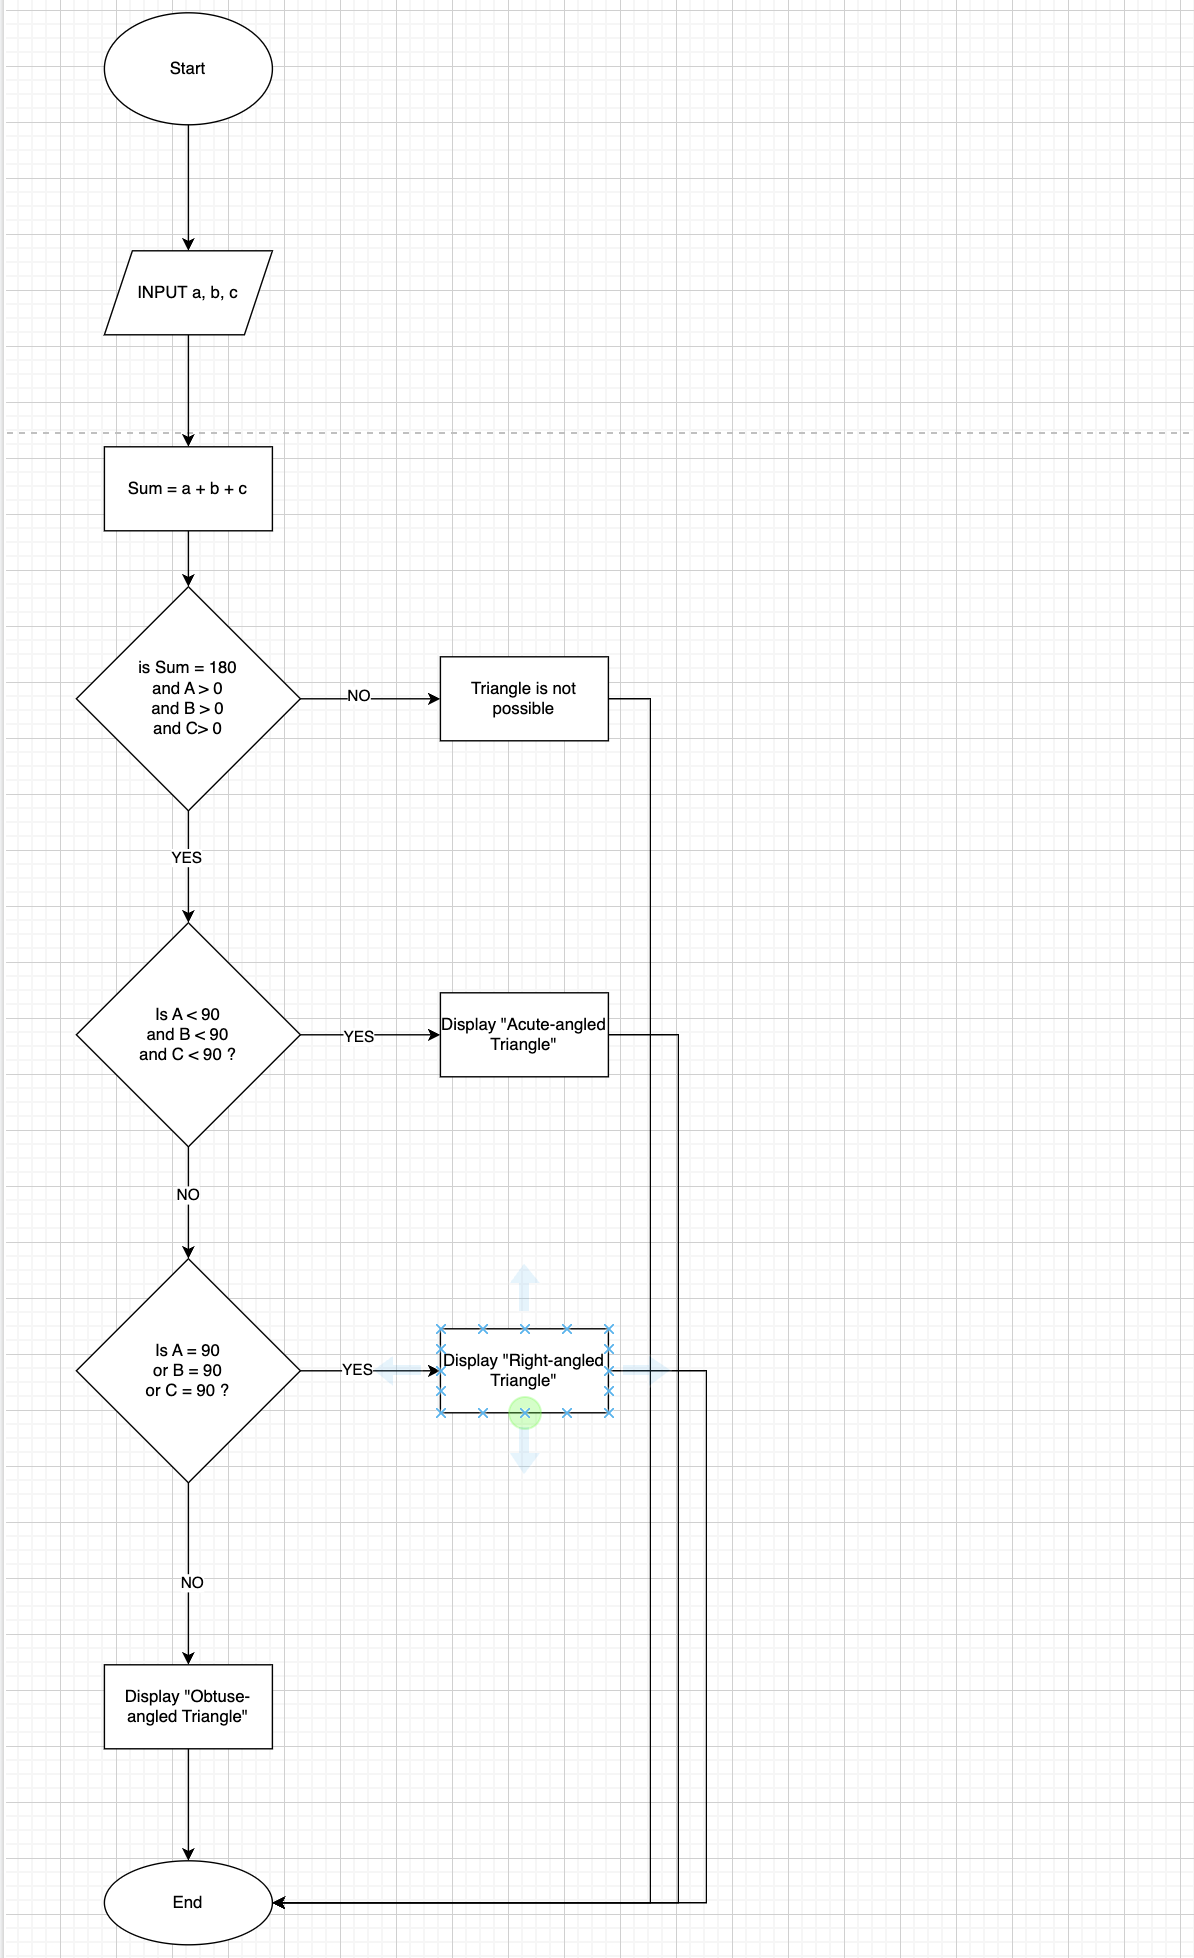 Start
INPUT a, b, c
Sum = a + b + c
is Sum = 180
and A > 0
and B > 0
and C> 0
NO
Triangle is not
possible
YES
Is A < 90
and B < 90
and C < 90 ?
YES
Display "Acute-angled
Triangle"
NO
Is A = 90
or B = 90
or C = 90 ?
YES
Display "Right-angled
Triangle"
NO
Display "Obtuse-
angled Triangle"
End